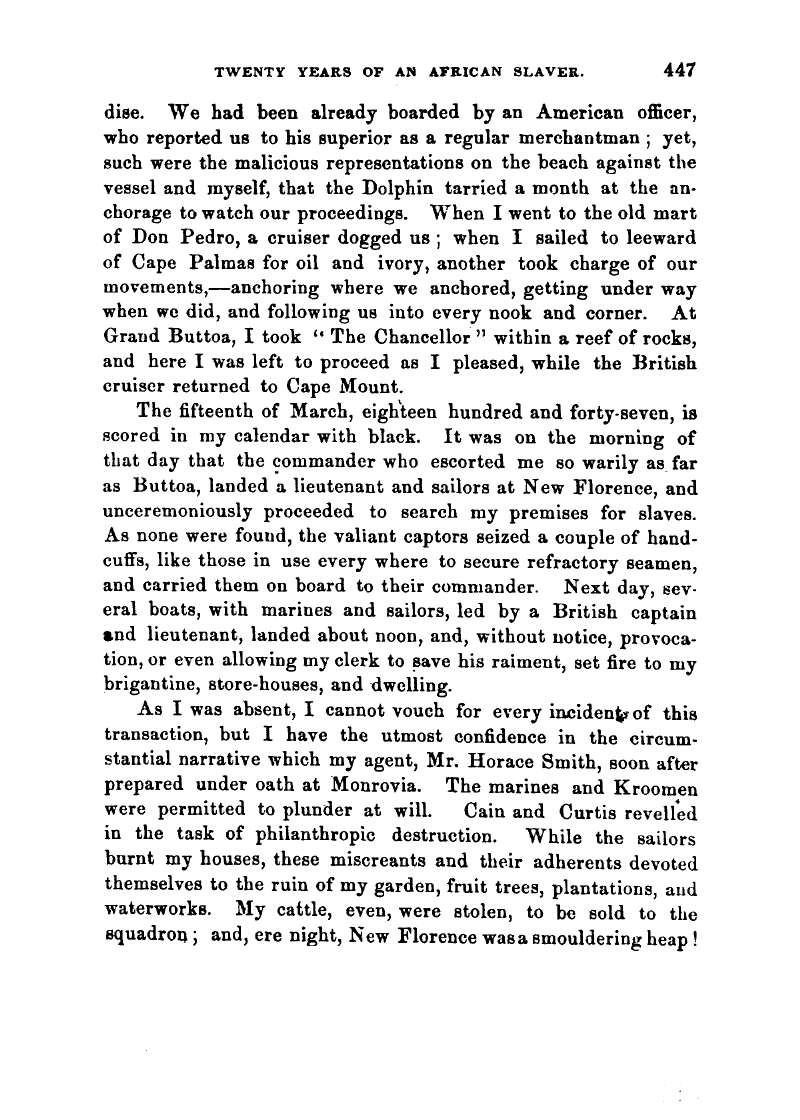 TWENTY YEARS OF AN AFRICAN SLAVER. 447
dise. We had been already boarded by an American officer,
who reported us to his superior as a regular merchantman ; yet,
such were the malicious representations on the beach against the
vessel and myself, that the Dolphin tarried a month at the an-
chorage to watch our proceedings. When I went to the old mart
of Don Pedro, a cruiser dogged us ; when I sailed to leeward
of Cape Palmas for oil and ivory, another took charge of our
movements,—anchoring where we anchored, getting under way
when we did, and following us into every nook and corner. At
Grand Buttoa, I took “ The Chancellor ” within a reef of rocks,
and here I was left to proceed as I pleased, while the British
cruiser returned to Cape Mount.
The fifteenth of March, eighteen hundred and forty-seven, is
scored in my calendar with black. It was on the morning of
that day that the commander who escorted me so warily as far
as Buttoa, landed a lieutenant and sailors at New Florence, and
unceremoniously proceeded to search my premises for slaves.
As none were found, the valiant captors seized a couple of hand-
cuffs, like those in use every where to secure refractory seamen,
and carried them on board to their commander. Next day, sev-
eral boats, with marines and sailors, led by a British captain
and lieutenant, landed about noon, and, without notice, provoca-
tion, or even allowing my clerk to save his raiment, set fire to my
brigantine, store-houses, and dwelling.
As I was absent, I cannot vouch for every incident of this
transaction, but I have the utmost confidence in the circum-
stantial narrative which my agent, Mr. Horace Smith, soon after
prepared under oath at Monrovia. The marines and Kroomen
were permitted to plunder at will. Cain and Curtis revelled
in the task of philanthropic destruction. While the sailors
burnt my houses, these miscreants and their adherents devoted
themselves to the ruin of my garden, fruit trees, plantations, and
waterworks. My cattle, even, were stolen, to be sold to the
squadron ; and, ere night, New Florence was a smouldering heap !